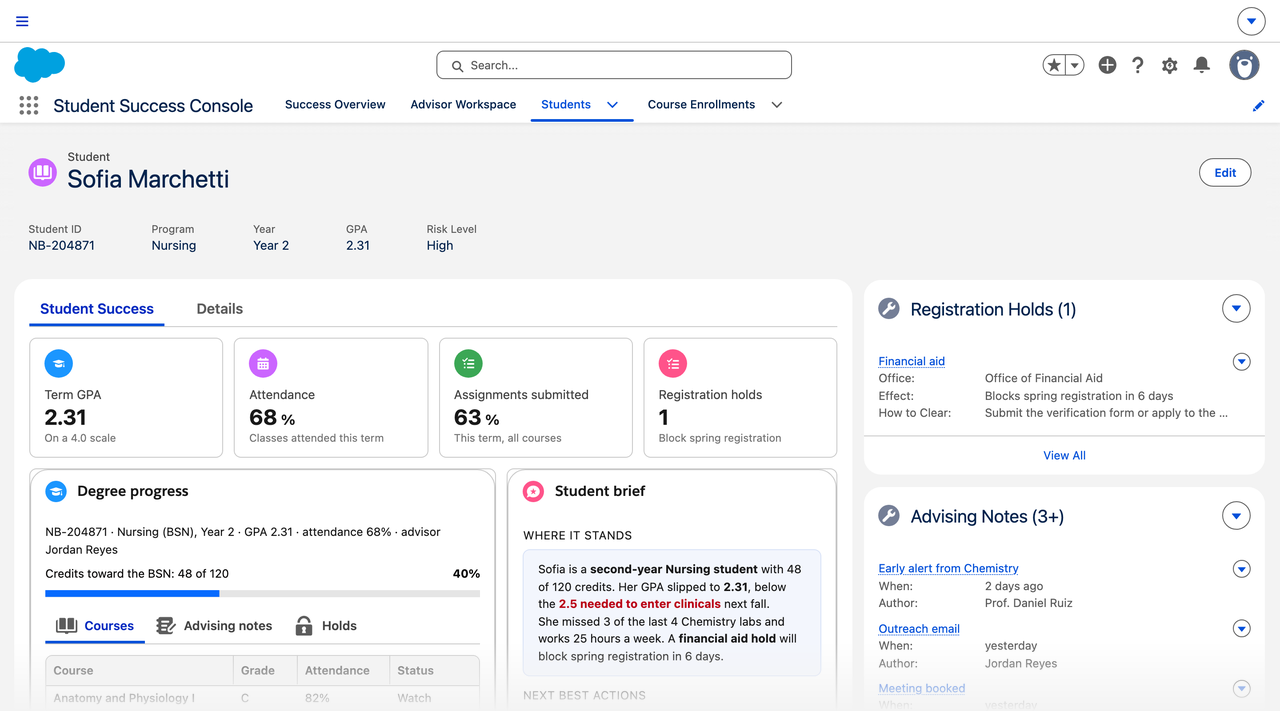 Search...
Student Success Console
Success Overview
Advisor Workspace
Students
Course Enrollments
Student
Sofia Marchetti
Edit
Student ID
NB-204871
Program
Nursing
Year
Year 2
GPA
2.31
Risk Level
High
Student Success
Details
Term GPA
2.31
On a 4.0 scale
Attendance
68 %
Classes attended this term
Assignments submitted
63 %
This term, all courses
Registration holds
1
Block spring registration
Degree progress
NB-204871 · Nursing (BSN), Year 2 · GPA 2.31 · attendance 68% · advisor
Jordan Reyes
Credits toward the BSN: 48 of 120
40%
Courses
Advising notes
Holds
Course
Grade
Attendance
Status
Anatomy and Physiology I
C
82%
Watch
Student brief
WHERE IT STANDS
Sofia is a second-year Nursing student with 48
of 120 credits. Her GPA slipped to 2.31, below
the 2.5 needed to enter clinicals next fall.
She missed 3 of the last 4 Chemistry labs and
works 25 hours a week. A financial aid hold will
block spring registration in 6 days.
NEXT BEST ACTIONS
Registration Holds (1)
Financial aid
Office:
Office of Financial Aid
Effect:
Blocks spring registration in 6 days
How to Clear:
Submit the verification form or apply to the ...
View All
Advising Notes (3+)
Early alert from Chemistry
When:
2 days ago
Author:
Prof. Daniel Ruiz
Outreach email
When:
yesterday
Author:
Jordan Reyes
Meeting booked
When:
yesterday